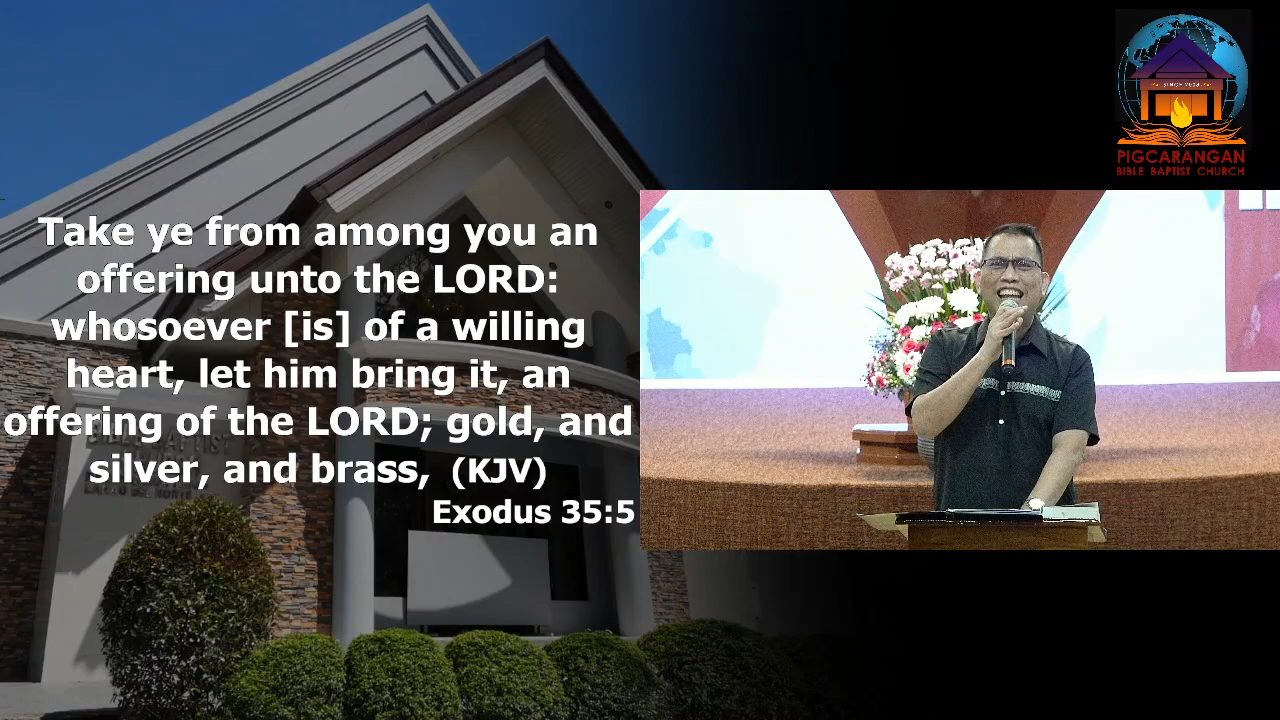 Take ye from among you an
offering unto the LORD:
whosoever [is] of a willing
heart, let him bring it, an
offering of the LORD; gold, and
silver, and brass, (KJV)
Exodus 35:5
PIGCARANGAN
BIBLE BAPTIST CHURCH